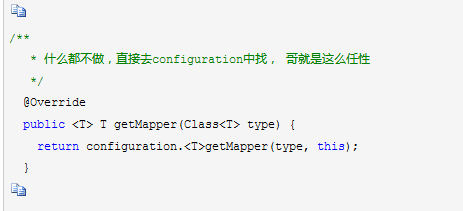 /**
* 什么都不做，直接去configuration中找， 哥就是这么任性
*/
@Override
public <T> T getMapper(Class<T> type) {
return configuration.<T>getMapper(type, this);
}